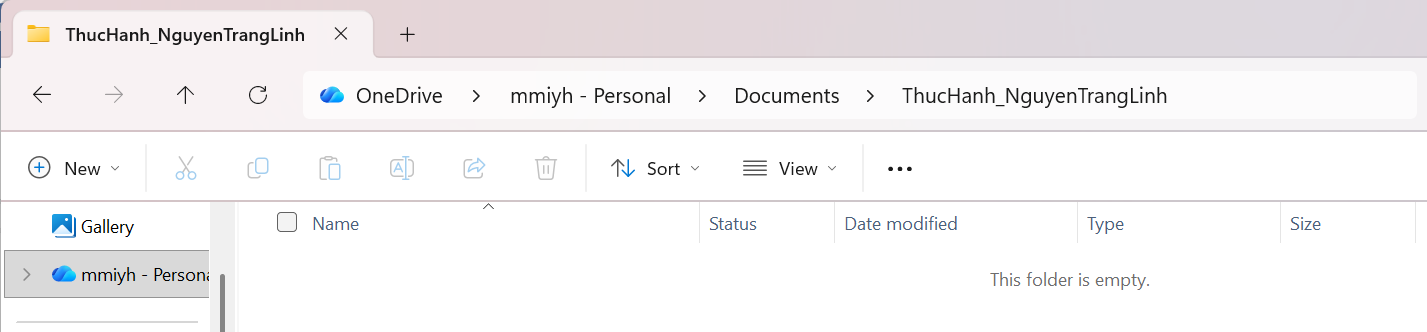 ThucHanh_NguyenTrangLinh
OneDrive > mmiyh - Personal > Documents > ThucHanh_NguyenTrangLinh
New Sort View
Gallery
Name Status Date modified Type Size
mmiyh - Persona
This folder is empty.